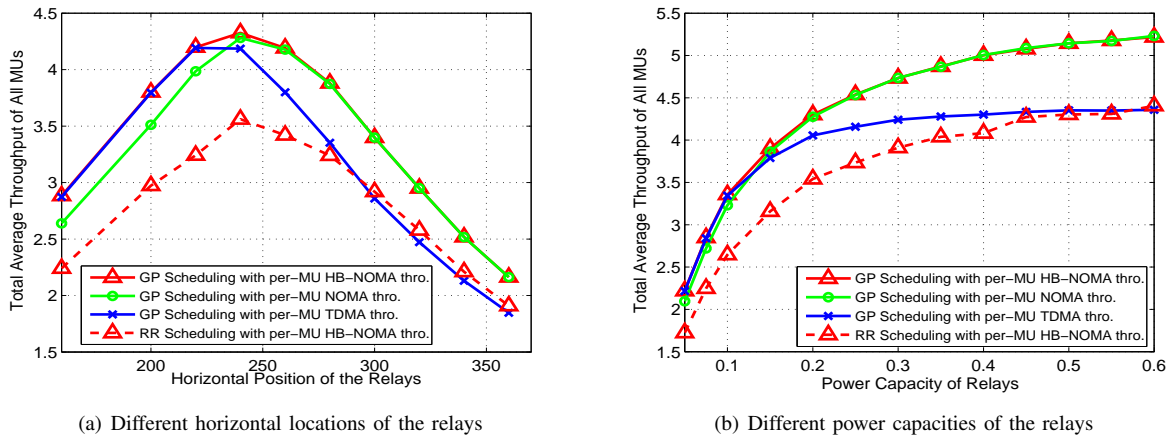 4.5
4
3.5
3
2.5
2
1.5
Total Average Throughput of All MUs
200
250
300
350
Horizontal Position of the Relays
GP Scheduling with per−MU HB−NOMA thro.
GP Scheduling with per−MU NOMA thro.
GP Scheduling with per−MU TDMA thro.
RR Scheduling with per−MU HB−NOMA thro.
(a) Different horizontal locations of the relays
5.5
5
4.5
4
3.5
3
2.5
2
1.5
Total Average Throughput of All MUs
0.1
0.2
0.3
0.4
0.5
0.6
Power Capacity of Relays
GP Scheduling with per−MU HB−NOMA thro.
GP Scheduling with per−MU NOMA thro.
GP Scheduling with per−MU TDMA thro.
RR Scheduling with per−MU HB−NOMA thro.
(b) Different power capacities of the relays